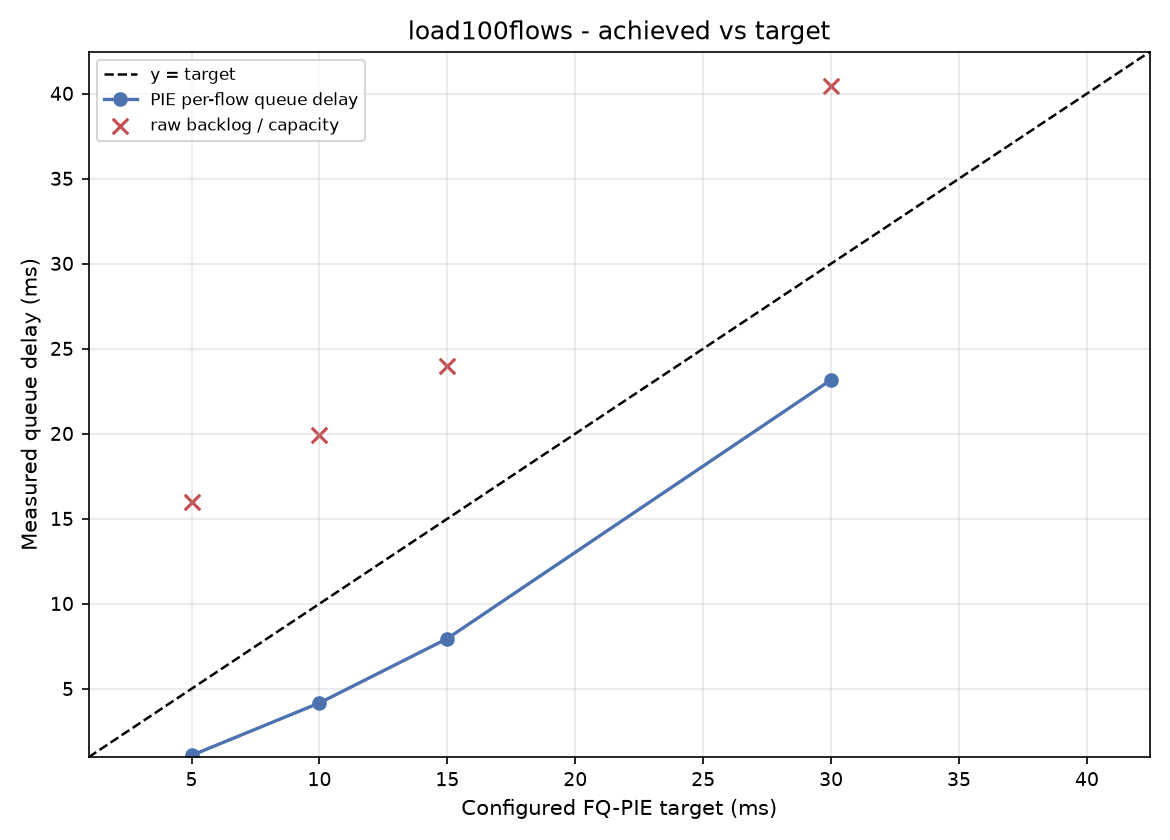 load100flows - achieved vs target
y = target
PIE per-flow queue delay
raw backlog / capacity
Measured queue delay (ms)
40
35
30
25
20
15
10
5
5 10 15 20 25 30 35 40
Configured FQ-PIE target (ms)